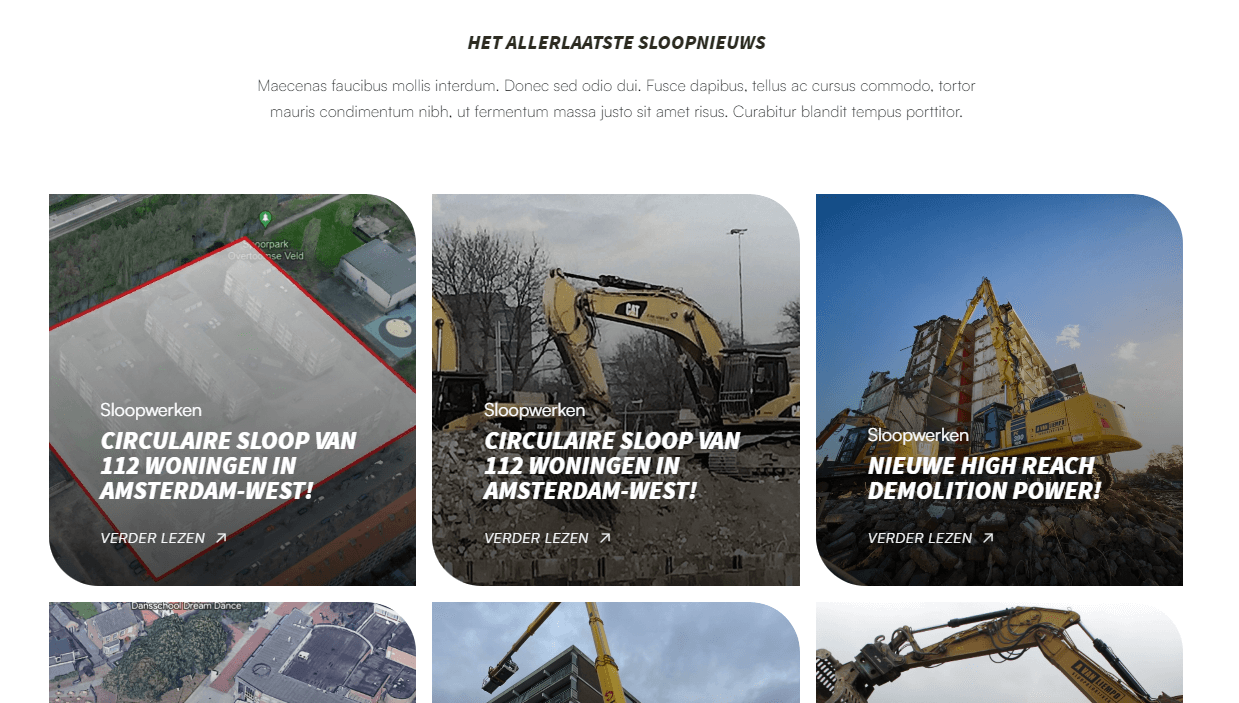 HET ALLERLAATSTE SLOOPNIEUWS
Maecenas faucibus mollis interdum. Donec sed odio dui. Fusce dapibus, tellus ac cursus commodo, tortor
mauris condimentum nibh, ut fermentum massa justo sit amet risus. Curabitur blandit tempus porttitor.
Sloopwerken
CIRCULAIRE SLOOP VAN
112 WONINGEN IN
AMSTERDAM-WEST!
VERDER LEZEN
CAT
Sloopwerken
CIRCULAIRE SLOOP VAN
112 WONINGEN IN
AMSTERDAM-WEST!
VERDER LEZEN
Sloopwerken
NIEUWE HIGH REACH
DEMOLITION POWER!
VERDER LEZEN
Dansschool Dream Dance